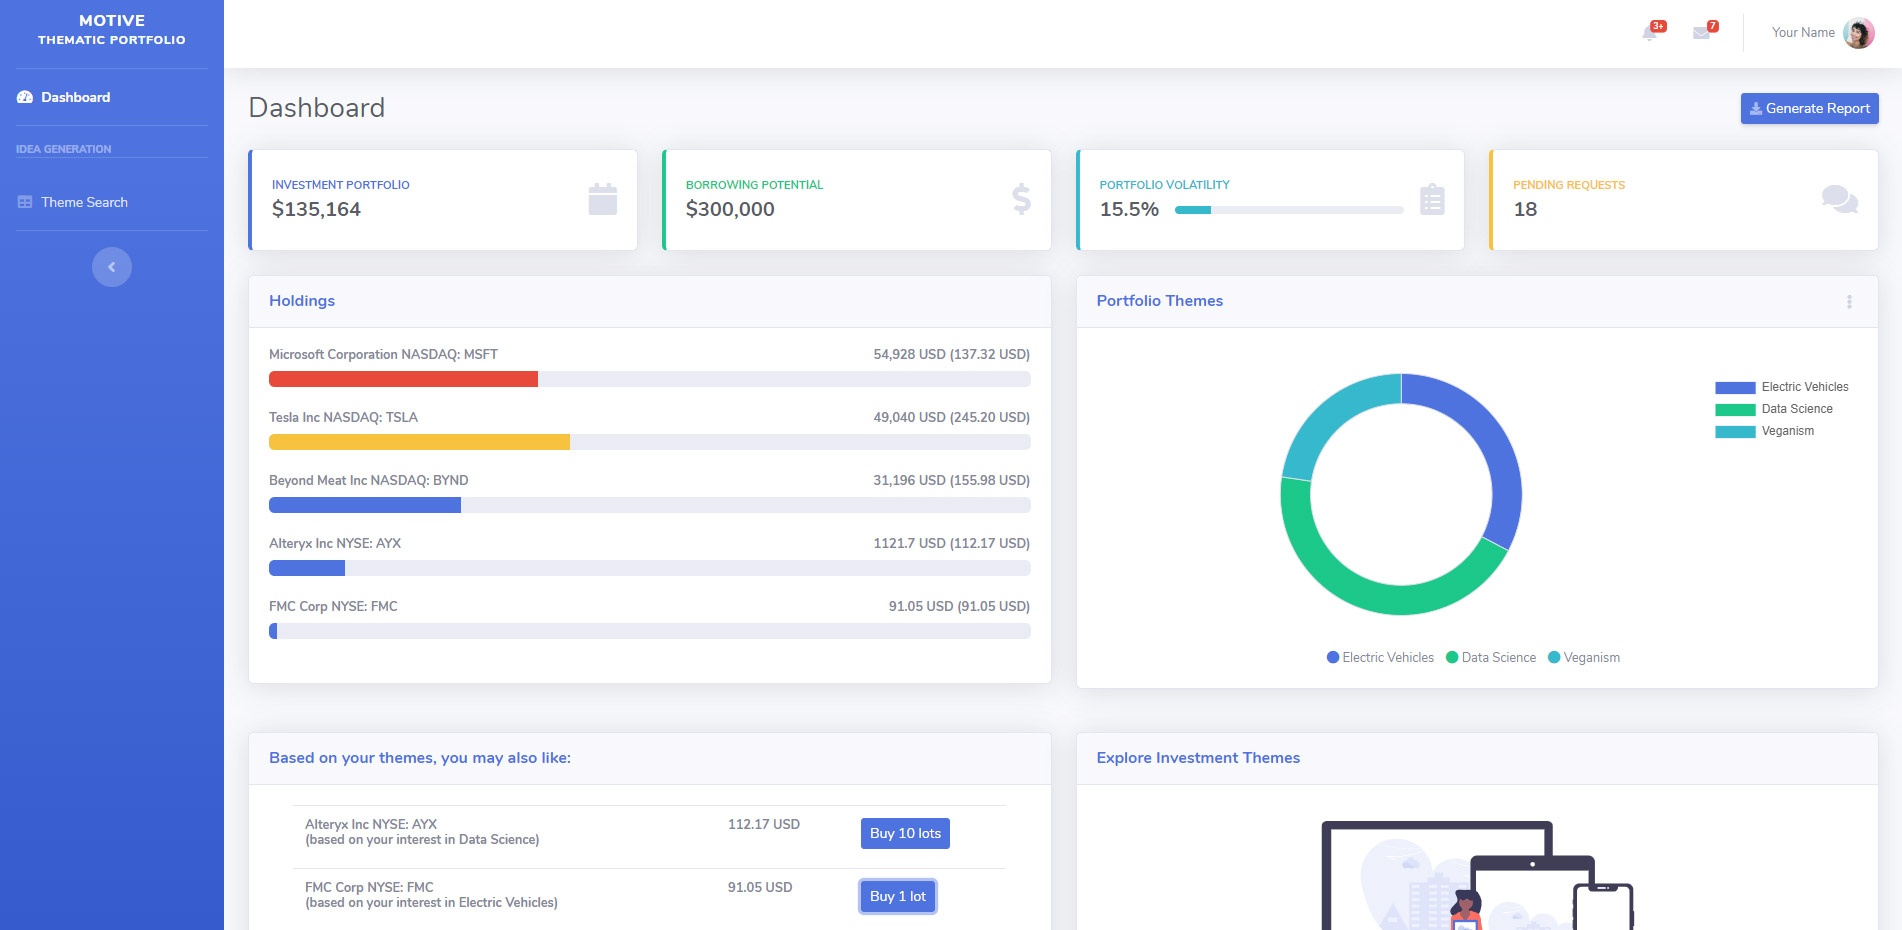 MOTIVE
THEMATIC PORTFOLIO
Dashboard
IDEA GENERATION
Theme Search
3+
7
Your Name
Dashboard
Generate Report
INVESTMENT PORTFOLIO
$135,164
BORROWING POTENTIAL
$300,000
PORTFOLIO VOLATILITY
15.5%
PENDING REQUESTS
18
Holdings
Microsoft Corporation NASDAQ: MSFT 54,928 USD (137.32 USD)
Tesla Inc NASDAQ: TSLA 49,040 USD (245.20 USD)
Beyond Meat Inc NASDAQ: BYND 31,196 USD (155.98 USD)
Alteryx Inc NYSE: AYX 1121.7 USD (112.17 USD)
FMC Corp NYSE: FMC 91.05 USD (91.05 USD)
Portfolio Themes
Electric Vehicles
Data Science
Veganism
Electric Vehicles Data Science Veganism
Based on your themes, you may also like:
Alteryx Inc NYSE: AYX 112.17 USD Buy 10 lots
(based on your interest in Data Science)
FMC Corp NYSE: FMC 91.05 USD Buy 1 lot
(based on your interest in Electric Vehicles)
Explore Investment Themes